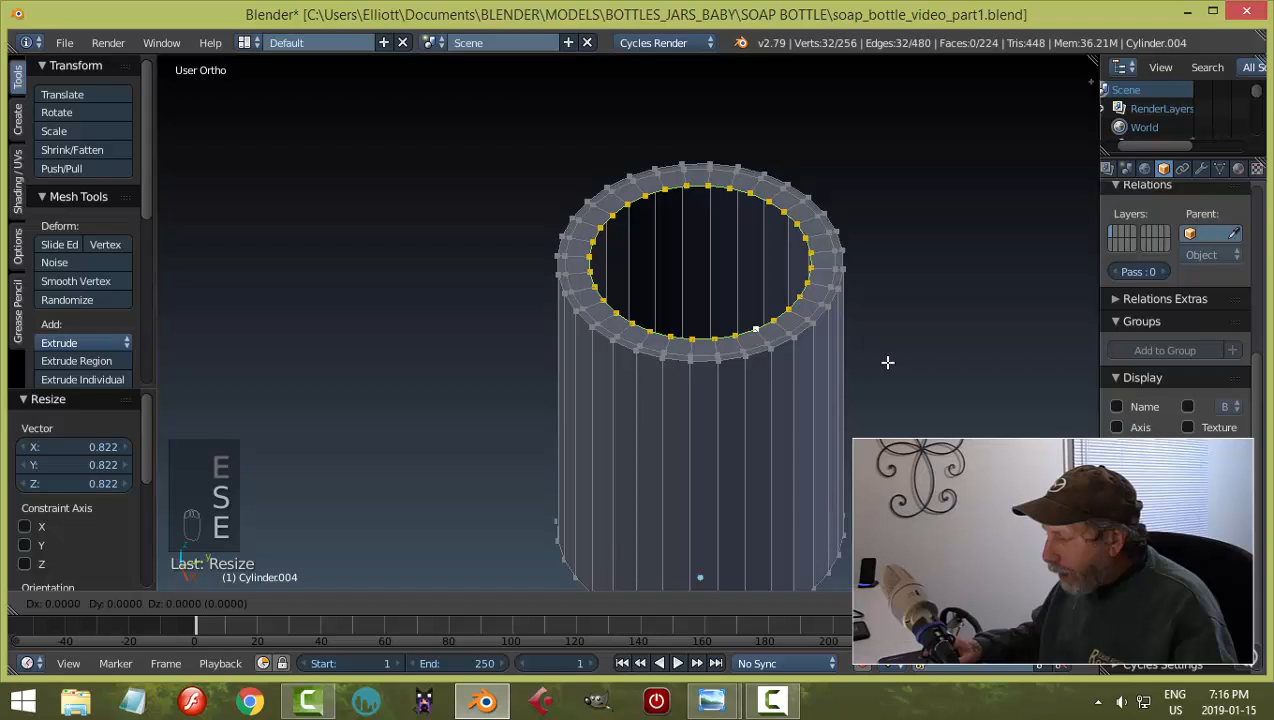 Blender* [C:\Users\Elliott\Documents\BLENDER\MODELS\BOTTLES_JARS_BABY\SOAP BOTTLE\soap_bottle_video_part1.blend]
File Render Window Help Default Scene Cycles Render v2.79 | Verts:32/256 | Edges:32/480 | Faces:0/224 | Tris:448 | Mem:36.21M | Cylinder.004
Tools
Create
Shading / UVs
Options
Grease Pencil
Transform
Translate
Rotate
Scale
Shrink/Fatten
Push/Pull
Mesh Tools
Deform:
Slide Ed Vertex
Noise
Smooth Vertex
Randomize
Add:
Extrude
Extrude Region
Extrude Individual
Resize
Vector
X: 0.822
Y: 0.822
Z: 0.822
Constraint Axis
X
Y
Z
Orientation
User Ortho
E
S
E
Last: Resize
(1) Cylinder.004
View Search All S
Scene
RenderLayers
World
Relations
Layers: Parent:
Object
Pass : 0
Relations Extras
Groups
Add to Group
Display
Name B
Axis Texture
Dx: 0.0000 Dy: 0.0000 Dz: 0.0000 (0.0000)
-40 -20 0 20 40 60 80 100 120 140 160 180 200
View Marker Frame Playback Start: 1 End: 250 1 No Sync
ENG 7:16 PM
US 2019-01-15